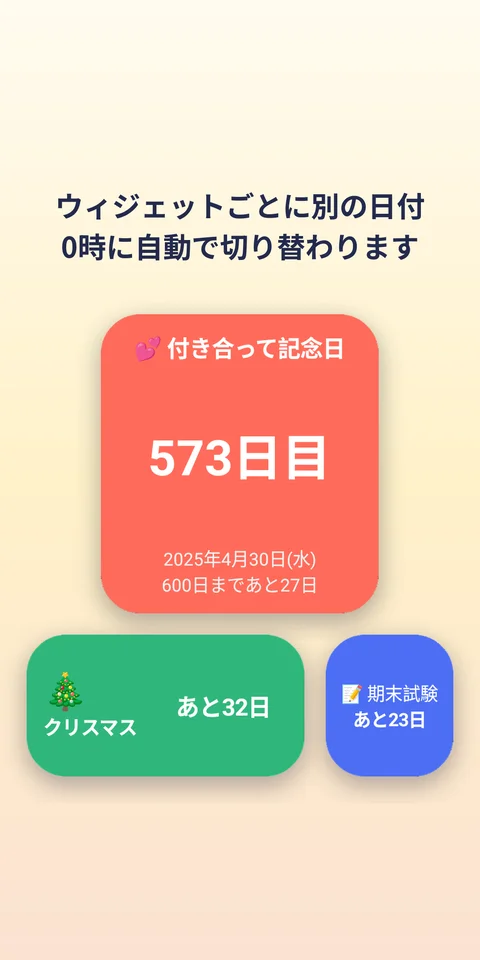 ウィジェットごとに別の日付
0時に自動で切り替わります
💕 付き合って記念日
573日目
2025年4月30日(水)
600日まであと27日
🎄
クリスマス
あと32日
📝 期末試験
あと23日